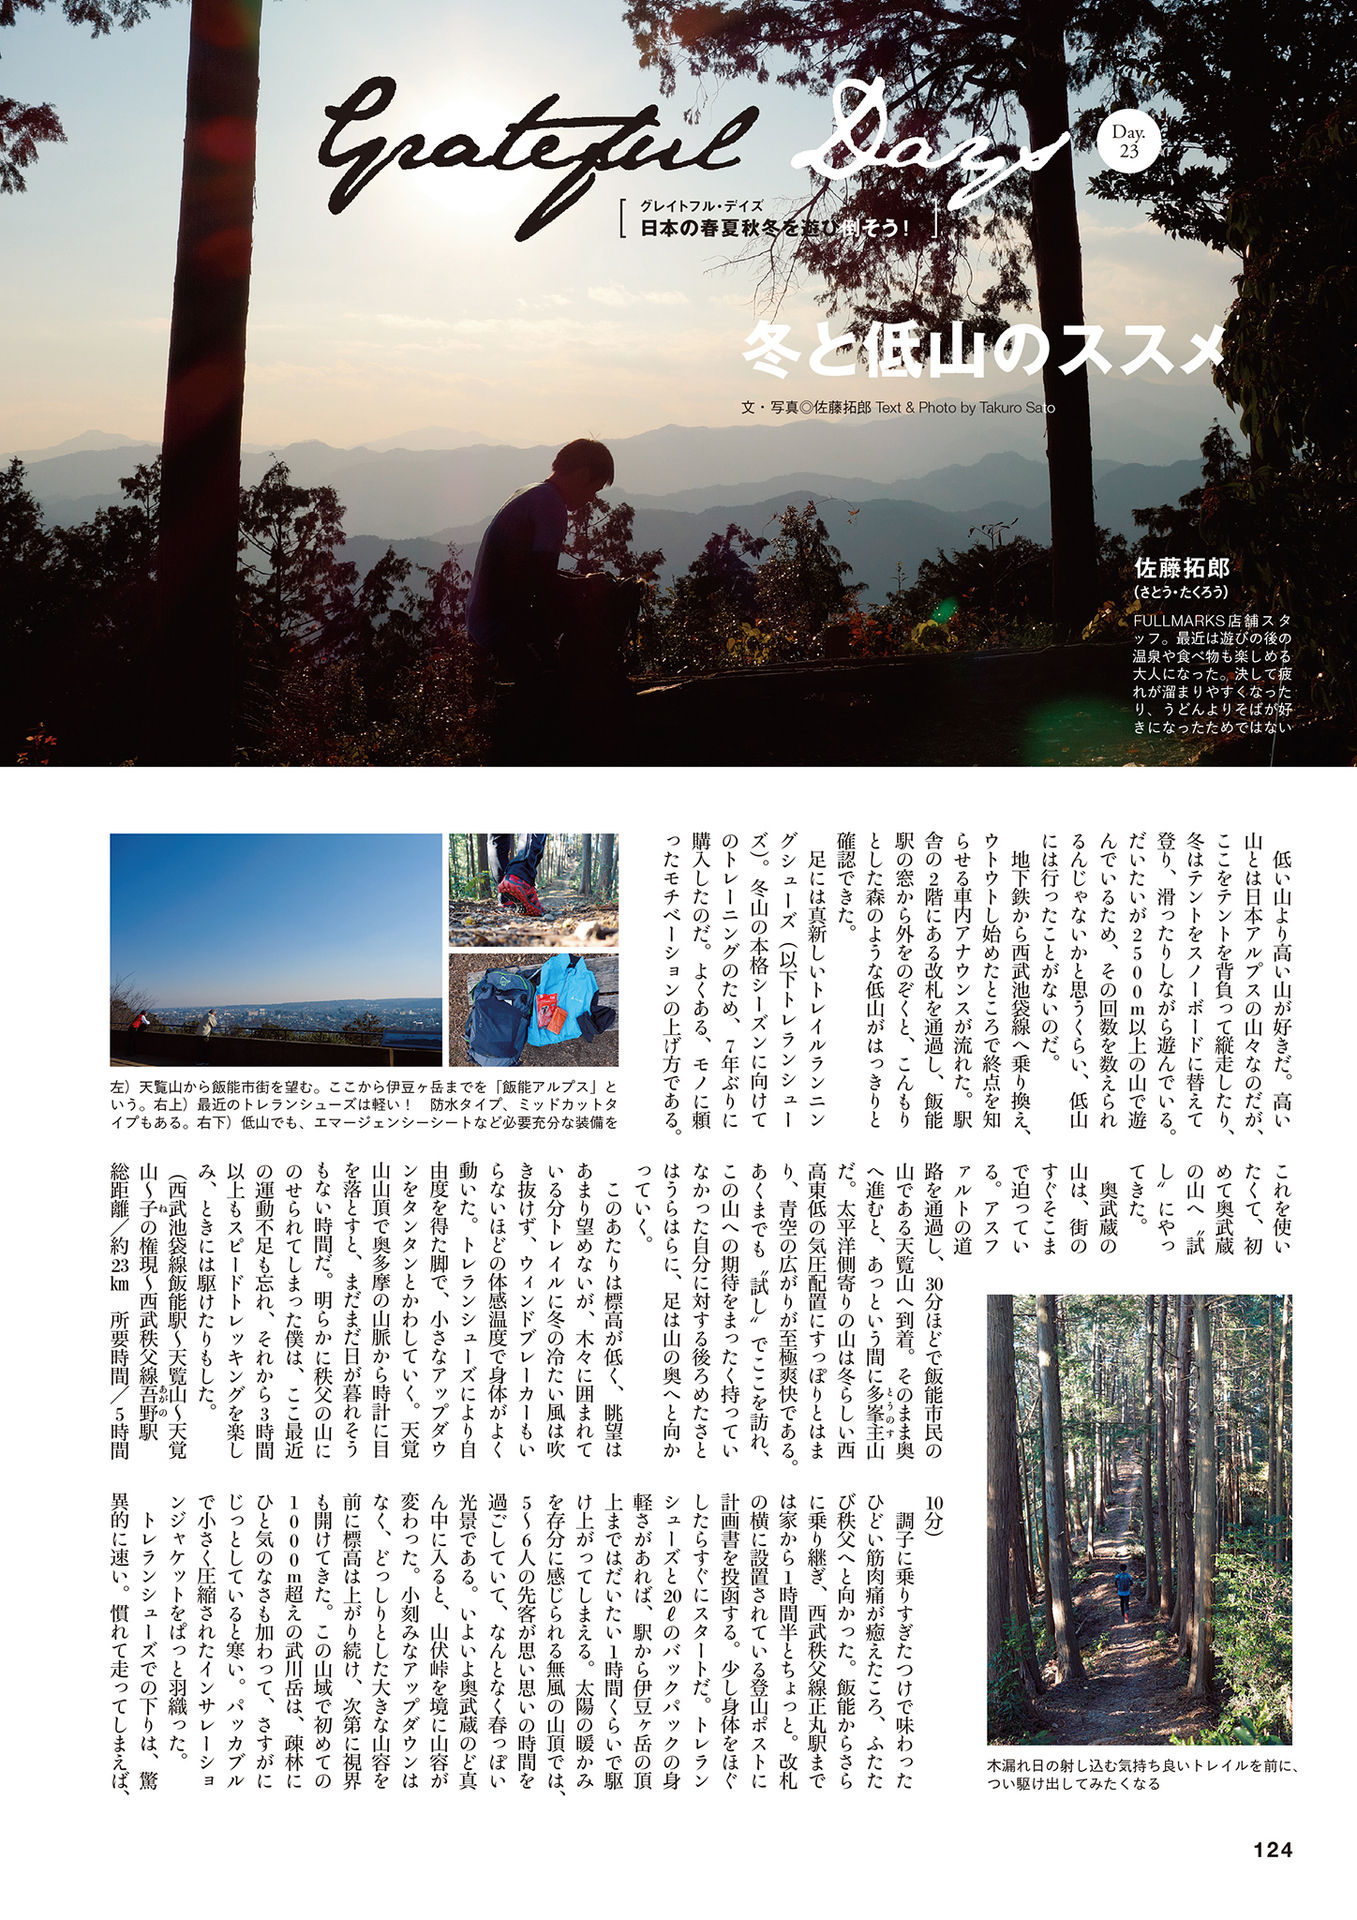 Grateful Days
Day.
23
グレイトフル・デイズ
日本の春夏秋冬を遊び倒そう！
冬と低山のススメ
文・写真◎佐藤拓郎 Text & Photo by Takuro Sato
佐藤拓郎
(さとう・たくろう)
FULLMARKS店舗スタ
ッフ。最近は遊びの後の
温泉や食べ物も楽しめる
大人になった。決して疲
れが溜まりやすくなった
り、うどんよりそばが好
きになったためではない
低い山より高い山が好きだ。高い
山とは日本アルプスの山々なのだが、
ここをテントを背負って縦走したり、
冬はテントをスノーボードに替えて
登り、滑ったりしながら遊んでいる。
だいたいが2500m以上の山で遊
んでいるため、その回数を数えられ
るんじゃないかと思うくらい、低山
には行ったことがないのだ。
地下鉄から西武池袋線へ乗り換え、
ウトウトし始めたところで終点を知
らせる車内アナウンスが流れた。駅
舎の2階にある改札を通過し、飯能
駅の窓から外をのぞくと、こんもり
とした森のような低山がはっきりと
確認できた。
足には真新しいトレイルランニン
グシューズ（以下トレランシュー
ズ）。冬山の本格シーズンに向けて
のトレーニングのため、7年ぶりに
購入したのだ。よくある、モノに頼
ったモチベーションの上げ方である。
左）天覧山から飯能市街を望む。ここから伊豆ヶ岳までを「飯能アルプス」と
いう。右上）最近のトレランシューズは軽い！　防水タイプ、ミッドカットタ
イプもある。右下）低山でも、エマージェンシーシートなど必要充分な装備を
これを使い
たくて、初
めて奥武蔵
の山へ〝試
し〟にやっ
てきた。
奥武蔵の
山は、街の
すぐそこま
で迫ってい
る。アスフ
ァルトの道
路を通過し、30分ほどで飯能市民の
山である天覧山へ到着。そのまま奥
へ進むと、あっという間に多峯主山
とうのす
だ。太平洋側寄りの山は冬らしい西
高東低の気圧配置にすっぽりとはま
り、青空の広がりが至極爽快である。
あくまでも〝試し〟でここを訪れ、
この山への期待をまったく持ってい
なかった自分に対する後ろめたさと
はうらはらに、足は山の奥へと向か
っていく。
このあたりは標高が低く、眺望は
あまり望めないが、木々に囲まれて
いる分トレイルに冬の冷たい風は吹
き抜けず、ウィンドブレーカーもい
らないほどの体感温度で身体がよく
動いた。トレランシューズにより自
由度を得た脚で、小さなアップダウ
ンをタンタンとかわしていく。天覚
山山頂で奥多摩の山脈から時計に目
を落とすと、まだまだ日が暮れそう
もない時間だ。明らかに秩父の山に
のせられてしまった僕は、ここ最近
の運動不足も忘れ、それから3時間
以上もスピードトレッキングを楽し
み、ときには駆けたりもした。
（西武池袋線飯能駅〜天覧山〜天覚
山〜子の権現〜西武秩父線吾野駅
ね
あがの
総距離／約23㎞　所要時間／5時間
10分）
調子に乗りすぎたつけで味わった
ひどい筋肉痛が癒えたころ、ふたた
び秩父へと向かった。飯能からさら
に乗り継ぎ、西武秩父線正丸駅まで
は家から1時間半とちょっと。改札
の横に設置されている登山ポストに
計画書を投函する。少し身体をほぐ
したらすぐにスタートだ。トレラン
シューズと20ℓのバックパックの身
軽さがあれば、駅から伊豆ヶ岳の頂
上まではだいたい1時間くらいで駆
け上がってしまえる。太陽の暖かみ
を存分に感じられる無風の山頂では、
5〜6人の先客が思い思いの時間を
過ごしていて、なんとなく春っぽい
光景である。いよいよ奥武蔵のど真
ん中に入ると、山伏峠を境に山容が
変わった。小刻みなアップダウンは
なく、どっしりとした大きな山容を
前に標高は上がり続け、次第に視界
も開けてきた。この山域で初めての
1000m超えの武川岳は、疎林に
ひと気のなさも加わって、さすがに
じっとしていると寒い。パッカブル
で小さく圧縮されたインサレーショ
ンジャケットをぱっと羽織った。
トレランシューズでの下りは、驚
異的に速い。慣れて走ってしまえば、
木漏れ日の射し込む気持ち良いトレイルを前に、
つい駆け出してみたくなる
124